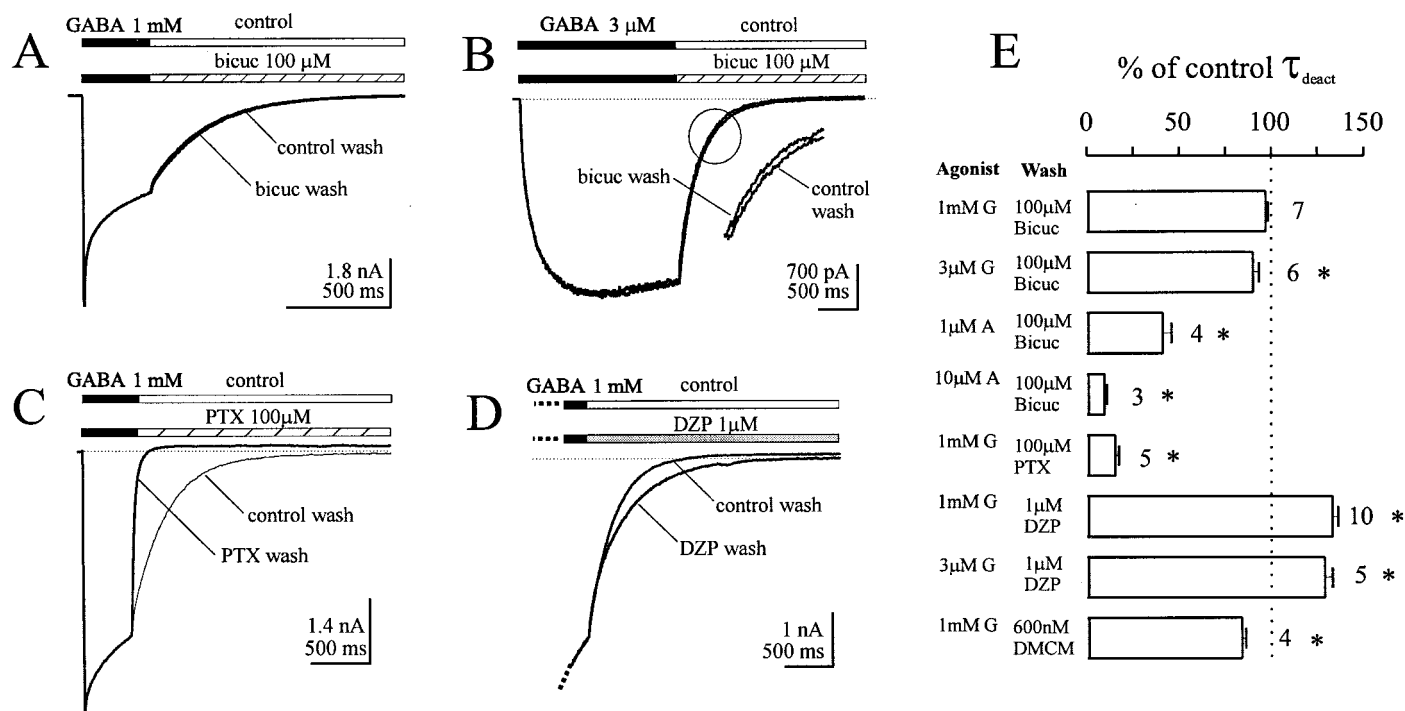 A
GABA 1 mM control
bicuc 100 μM
control wash
bicuc wash
1.8 nA
500 ms
B
GABA 3 μM control
bicuc 100 μM
bicuc wash
control
wash
700 pA
500 ms
C
GABA 1 mM control
PTX 100μM
control wash
PTX wash
1.4 nA
500 ms
D
GABA 1 mM control
DZP 1μM
control wash
DZP wash
1 nA
500 ms
E
% of control τdeact
0 50 100 150
Agonist Wash
1mM G 100μM Bicuc 7
3μM G 100μM Bicuc 6 *
1μM A 100μM Bicuc 4 *
10μM A 100μM Bicuc 3 *
1mM G 100μM PTX 5 *
1mM G 1μM DZP 10 *
3μM G 1μM DZP 5 *
1mM G 600nM DMCM 4 *